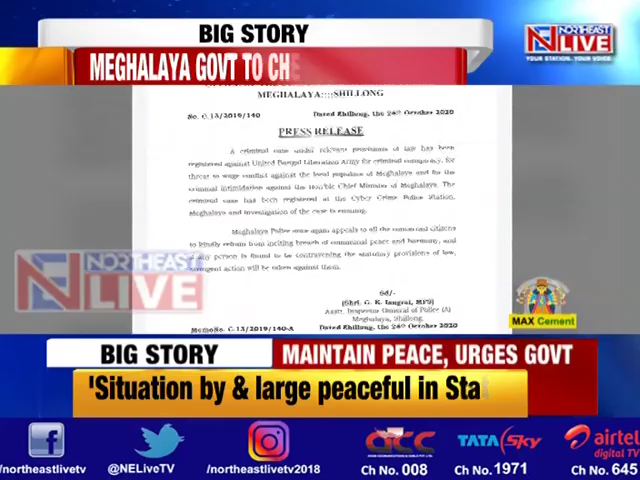 BIG STORY
MEGHALAYA GOVT TO CHE
NORTHEAST
LIVE
YOUR STATION. YOUR VOICE
MEGHALAYA::::SHILLONG
No. C.13/2019/140 Dated Shillong, the 26th October 2020
PRESS RELEASE
A criminal case under relevant provisions of law has been
registered against United Bengal Liberation Army for criminal conspiracy, for
threat to wage conflict against the local populace of Meghalaya and for the
criminal intimidation against the Hon'ble Chief Minister of Meghalaya. The
criminal case has been registered at the Cyber Crime Police Station,
Meghalaya and investigation of the case is ensuing.
Meghalaya Police once again appeals to all the concerned citizens
to kindly refrain from inciting breach of communal peace and harmony, and
if any person is found to be contravening the statutory provisions of law,
stringent action will be taken against them.
Sd/-
(Shri. G. K. Iangrai, MPS)
Asstt. Inspector General of Police (A)
Meghalaya, Shillong.
Memo No. C.13/2019/140-A Dated Shillong, the 26th October 2020
NORTHEAST
LIVE
MAX Cement
BIG STORY MAINTAIN PEACE, URGES GOVT
'Situation by & large peaceful in Sta
/northeastlivetv
@NELiveTV
/northeastlivetv2018
ACC
Ch No. 008
TATA Sky
Ch No. 1971
airtel
digital TV
Ch No. 645